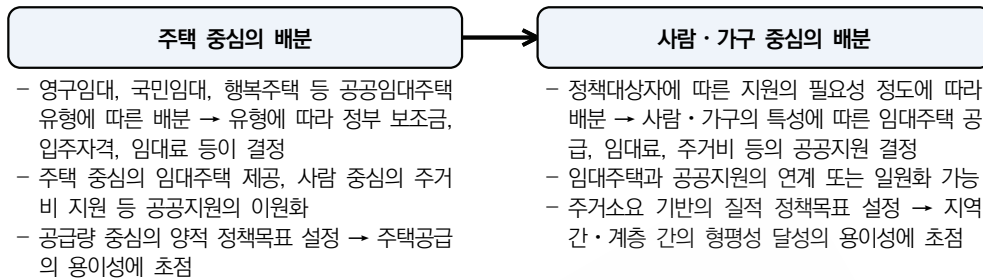 주택 중심의 배분
- 영구임대, 국민임대, 행복주택 등 공공임대주택
유형에 따른 배분 → 유형에 따라 정부 보조금,
입주자격, 임대료 등이 결정
- 주택 중심의 임대주택 제공, 사람 중심의 주거
비 지원 등 공공지원의 이원화
- 공급량 중심의 양적 정책목표 설정 → 주택공급
의 용이성에 초점
사람·가구 중심의 배분
- 정책대상자에 따른 지원의 필요성 정도에 따라
배분 → 사람·가구의 특성에 따른 임대주택 공
급, 임대료, 주거비 등의 공공지원 결정
- 임대주택과 공공지원의 연계 또는 일원화 가능
- 주거소요 기반의 질적 정책목표 설정 → 지역
간·계층 간의 형평성 달성의 용이성에 초점